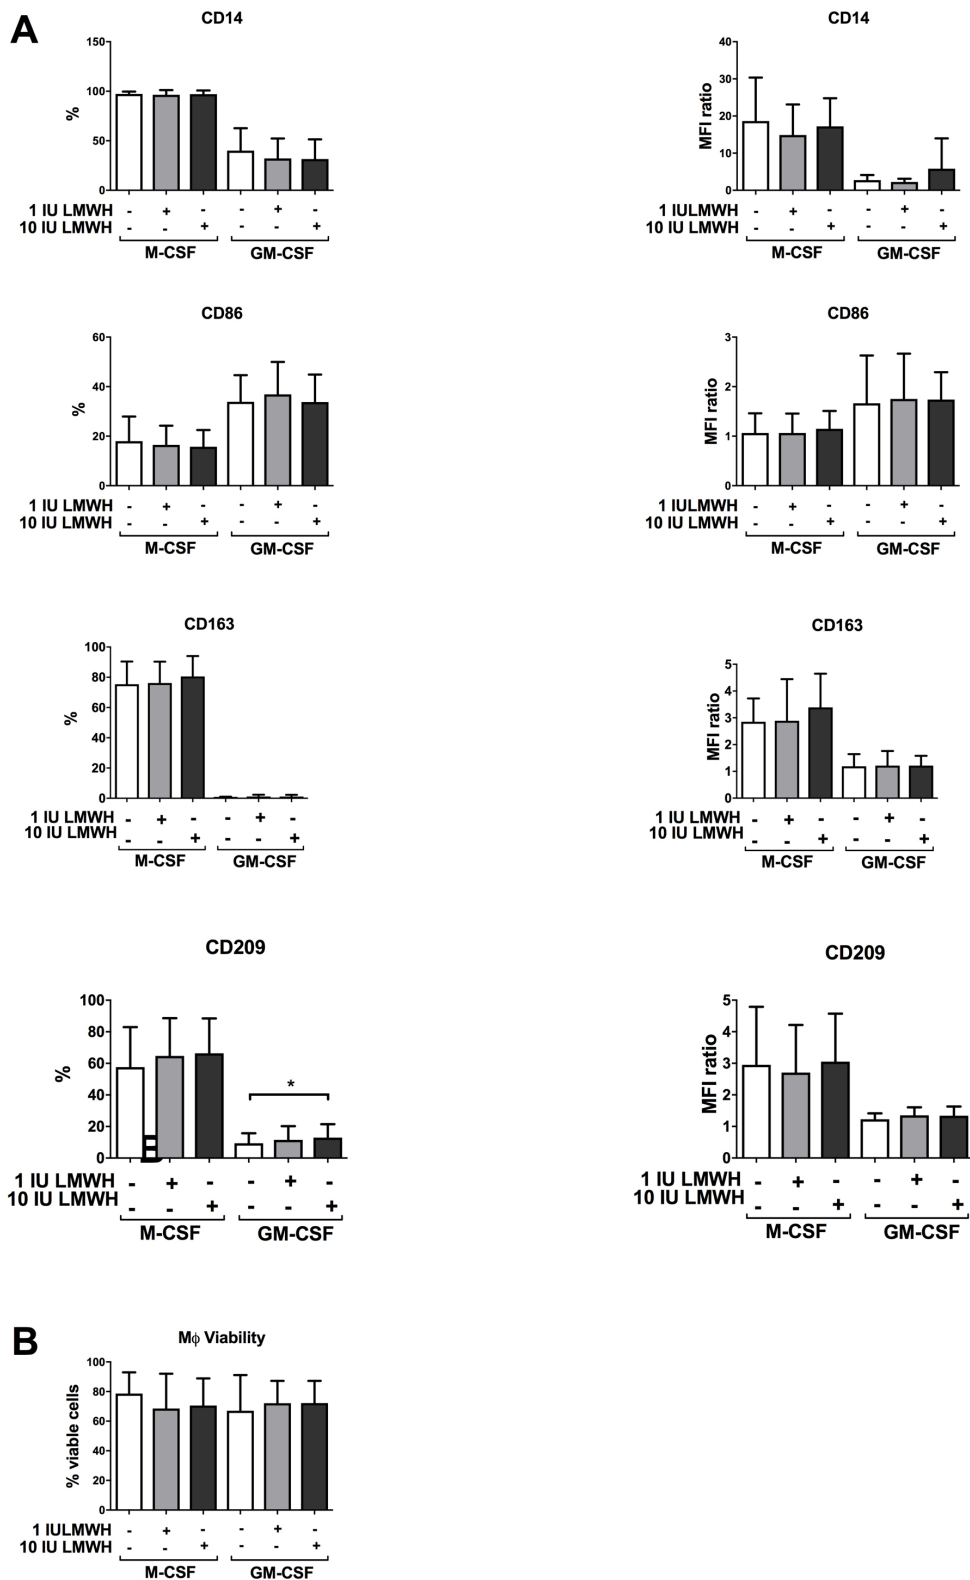 A
CD14
150
100
50
0
%
1 IU LMWH - + - - + -
10 IU LMWH - - + - - +
M-CSF GM-CSF
CD14
40
30
20
10
0
MFI ratio
1 IULMWH - + - - + -
10 IU LMWH - - + - - +
M-CSF GM-CSF
CD86
60
40
20
0
%
1 IU LMWH - + - - + -
10 IU LMWH - - + - - +
M-CSF GM-CSF
CD86
3
2
1
0
MFI ratio
1 IULMWH - + - - + -
10 IU LMWH - - + - - +
M-CSF GM-CSF
CD163
100
80
60
40
20
0
%
1 IU LMWH - + - - + -
10 IU LMWH - - + - - +
M-CSF GM-CSF
CD163
5
4
3
2
1
0
MFI ratio
1 IU LMWH - + - - + -
10 IU LMWH - - + - - +
M-CSF GM-CSF
CD209
100
80
60
40
20
0
%
*
1 IU LMWH - + - - + -
10 IU LMWH - - + - - +
M-CSF GM-CSF
CD209
5
4
3
2
1
0
MFI ratio
1 IU LMWH - + - - + -
10 IU LMWH - - + - - +
M-CSF GM-CSF
B
Mϕ Viability
100
80
60
40
20
0
% viable cells
1 IULMWH - + - - + -
10 IU LMWH - - + - - +
M-CSF GM-CSF